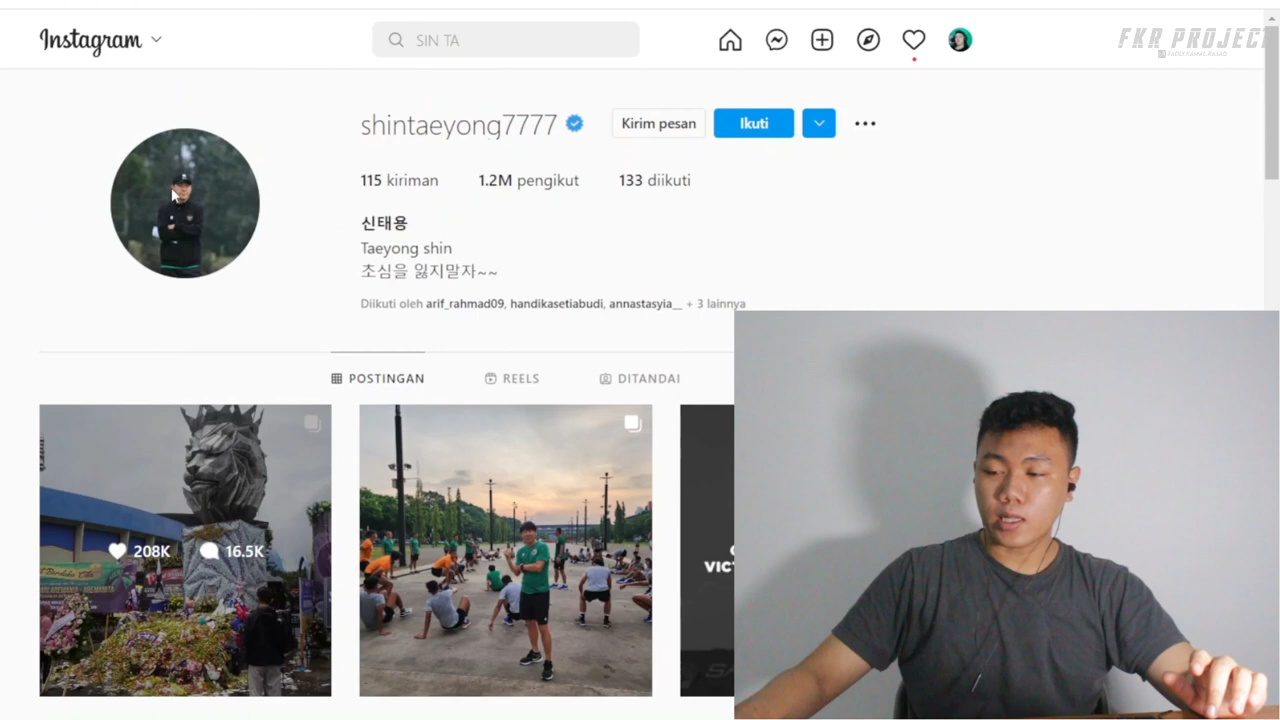 Instagram
SIN TA
FKR PROJECT
shintaeyong7777
Kirim pesan
Ikuti
115 kiriman
1.2M pengikut
133 diikuti
신태용
Taeyong shin
초심을 잃지말자~~
Diikuti oleh arif_rahmad09, handikasetiabudi, annastasyia__ + 3 lainnya
POSTINGAN
REELS
DITANDAI
208K
16.5K
VICT